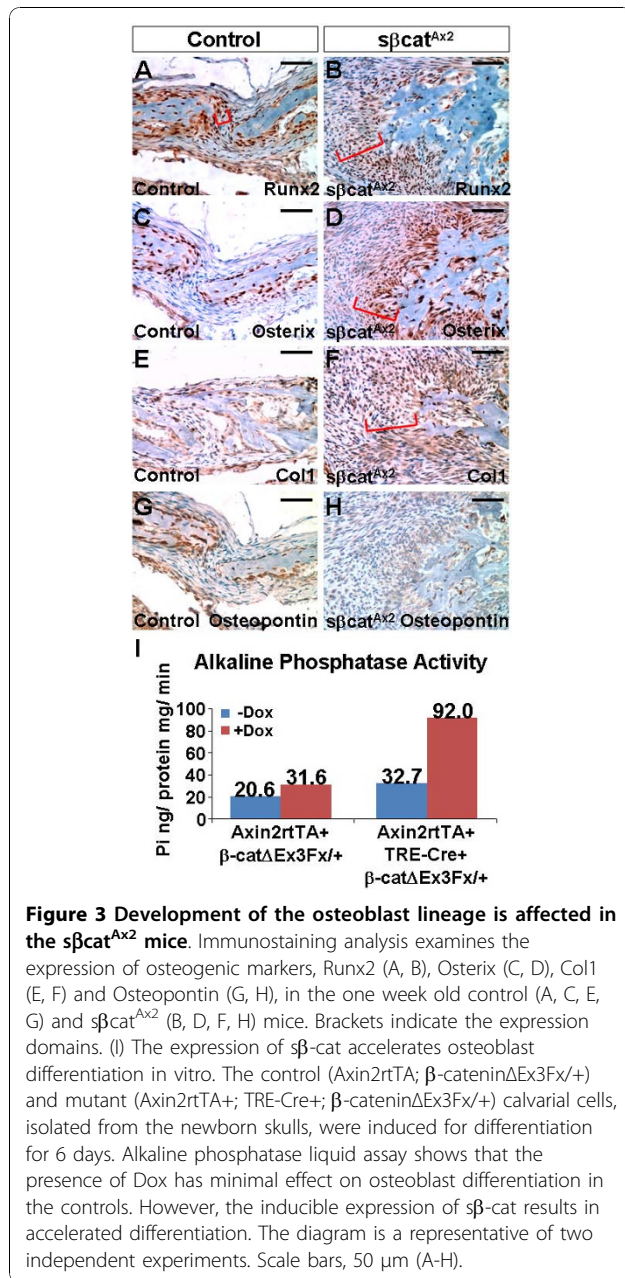 Control
sβcatAx2
A
B
Control Runx2
sβcatAx2 Runx2
C
D
Control Osterix
sβcatAx2 Osterix
E
F
Control Col1
sβcatAx2 Col1
G
H
Control Osteopontin
sβcatAx2 Osteopontin
I
Alkaline Phosphatase Activity
Pi ng/ protein mg/ min
100
80
60
40
20
0
-Dox
+Dox
20.6
31.6
32.7
92.0
Axin2rtTA+
β-catΔEx3Fx/+
Axin2rtTA+
TRE-Cre+
β-catΔEx3Fx/+
Figure 3 Development of the osteoblast lineage is affected in
the sβcatAx2 mice. Immunostaining analysis examines the
expression of osteogenic markers, Runx2 (A, B), Osterix (C, D), Col1
(E, F) and Osteopontin (G, H), in the one week old control (A, C, E,
G) and sβcatAx2 (B, D, F, H) mice. Brackets indicate the expression
domains. (I) The expression of sβ-cat accelerates osteoblast
differentiation in vitro. The control (Axin2rtTA; β-cateninΔEx3Fx/+)
and mutant (Axin2rtTA+; TRE-Cre+; β-cateninΔEx3Fx/+) calvarial cells,
isolated from the newborn skulls, were induced for differentiation
for 6 days. Alkaline phosphatase liquid assay shows that the
presence of Dox has minimal effect on osteoblast differentiation in
the controls. However, the inducible expression of sβ-cat results in
accelerated differentiation. The diagram is a representative of two
independent experiments. Scale bars, 50 μm (A-H).